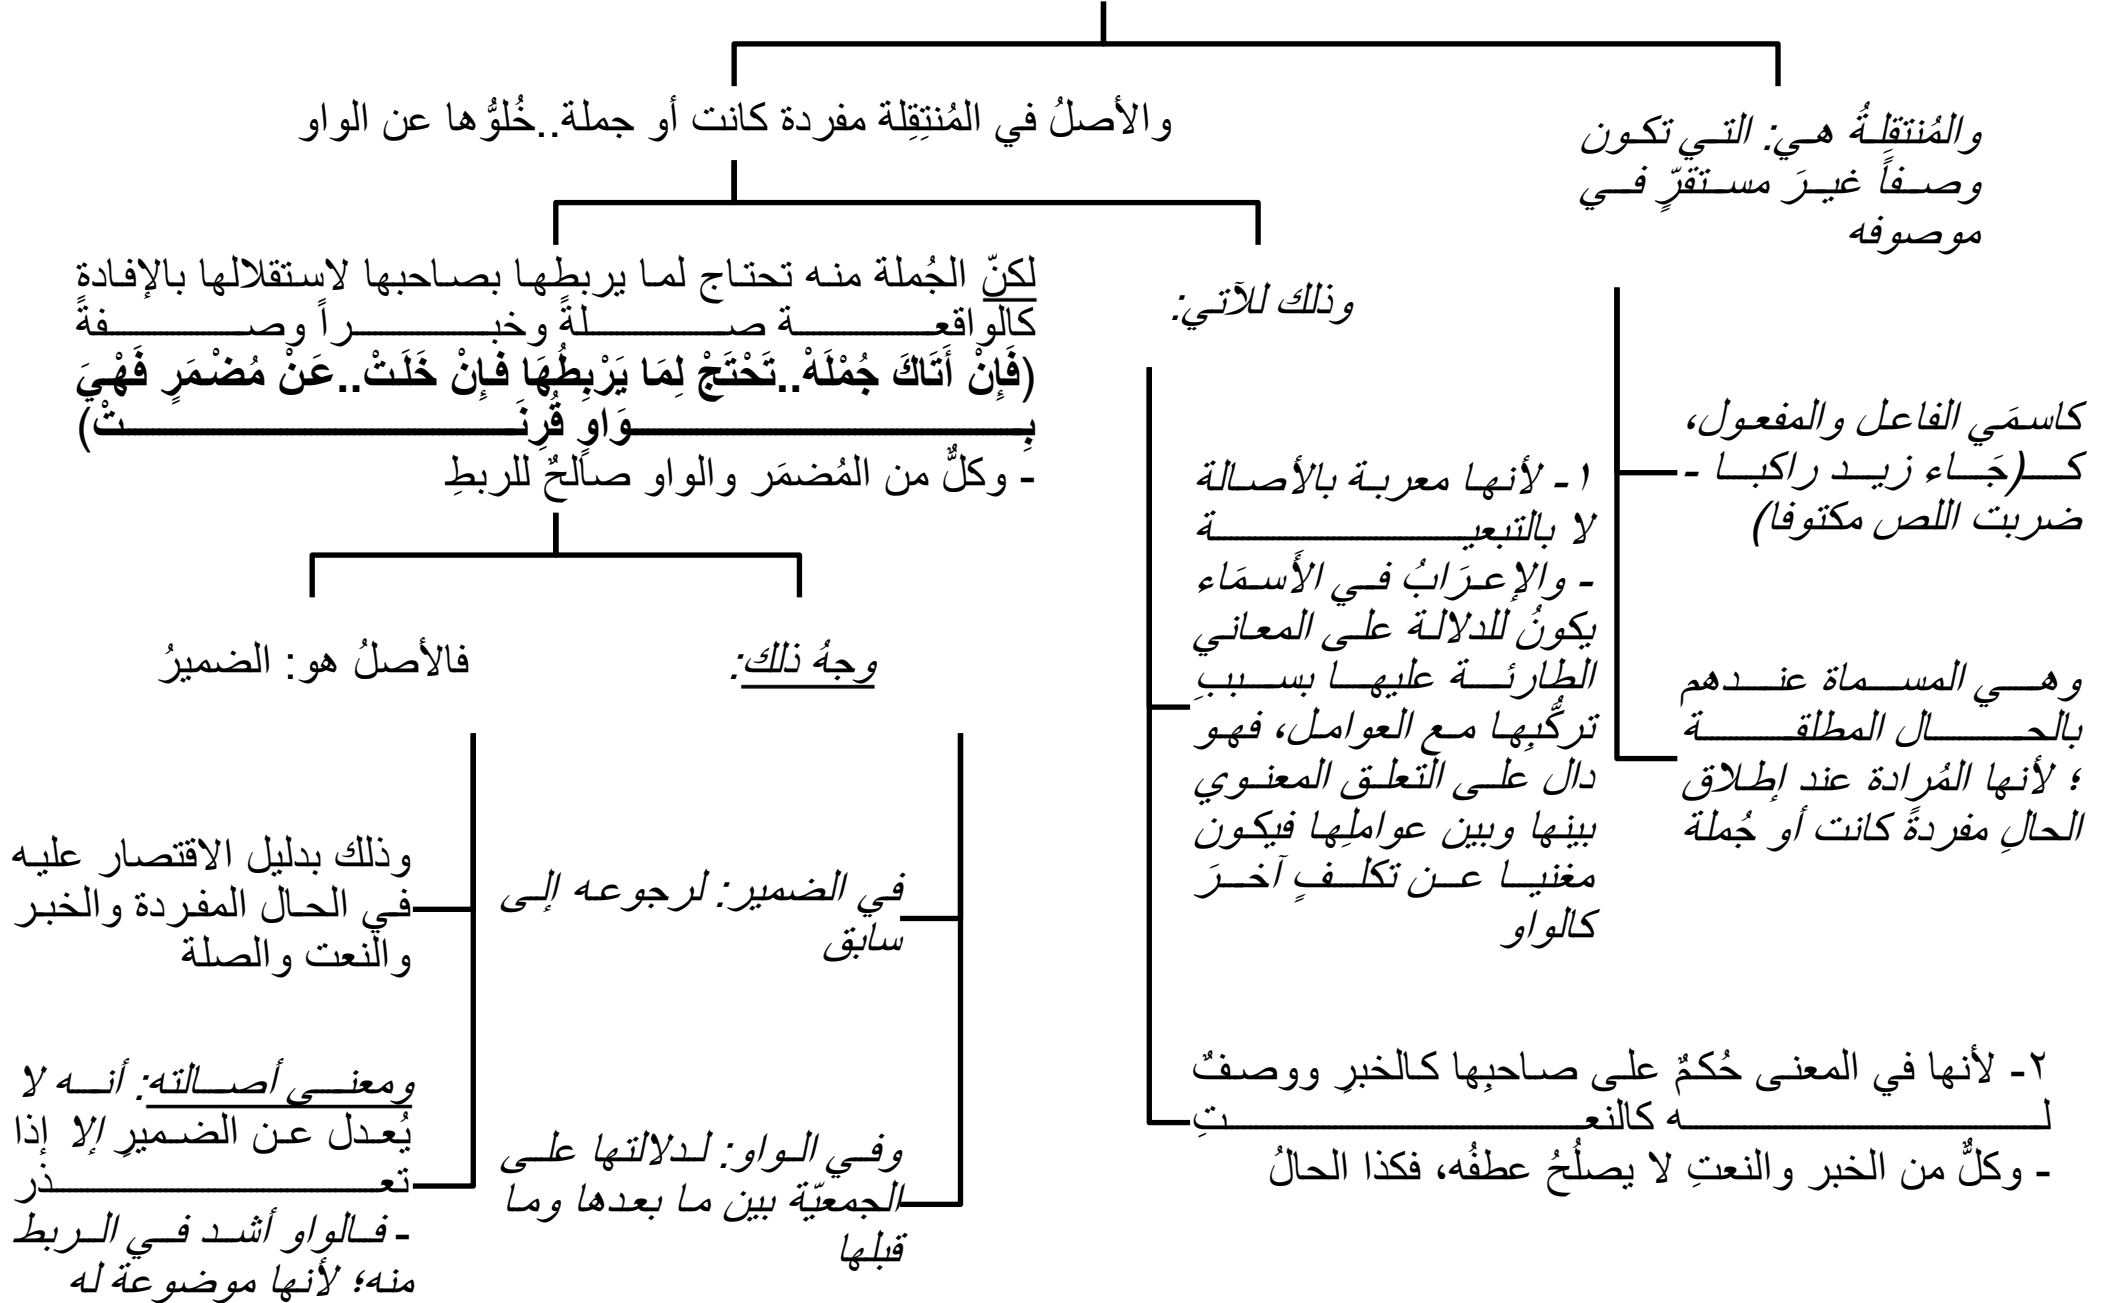 والمُنتقِلةُ هي: التي تكون
وصفاً غيرَ مستقرٍّ في
موصوفه
كاسمَي الفاعل والمفعول،
كـ(جَاء زيد راكبا -
ضربت اللص مكتوفا)
وهي المسماة عندهم
بالحال المطلقة
؛ لأنها المُرادة عند إطلاق
الحالِ مفردةً كانت أو جُملة
والأصلُ في المُنتقِلة مفردة كانت أو جملة..خُلوُّها عن الواو
وذلك للآتي:
١- لأنها معربة بالأصالة
لا بالتبعية
- والإعرَابُ في الأَسمَاء
يكونُ للدلالة على المعاني
الطارئة عليها بسببِ
تركُّبِها مع العوامل، فهو
دال على التعلق المعنوي
بينها وبين عواملِها فيكون
مغنيا عن تكلفٍ آخرَ
كالواو
٢- لأنها في المعنى حُكمٌ على صاحبِها كالخبرِ ووصفٌ
له كالنعتِ
- وكلٌّ من الخبر والنعتِ لا يصلُحُ عطفُه، فكذا الحالُ
لكنّ الجُملة منه تحتاج لما يربطها بصاحبها لاستقلالها بالإفادةِ
كالواقعة صلةً وخبراً وصفةً
(فَإِنْ أَتَاكَ جُمْلَهْ..تَحْتَجْ لِمَا يَرْبِطُهَا فَإِنْ خَلَتْ..عَنْ مُضْمَرٍ فَهْيَ
بِوَاوٍ قُرِنَتْ)
- وكلٌّ من المُضمَر والواو صالحٌ للربطِ
وجهُ ذلك:
في الضمير: لرجوعه إلى
سابق
وفي الواو: لدلالتها على
الجمعيّة بين ما بعدها وما
قبلها
فالأصلُ هو: الضميرُ
وذلك بدليل الاقتصار عليه
في الحال المفردة والخبر
والنعت والصلة
ومعنى أصالته: أنه لا
يُعدل عن الضميرِ إلا إذا
تعذر
- فالواو أشد في الربط
منه؛ لأنها موضوعة له